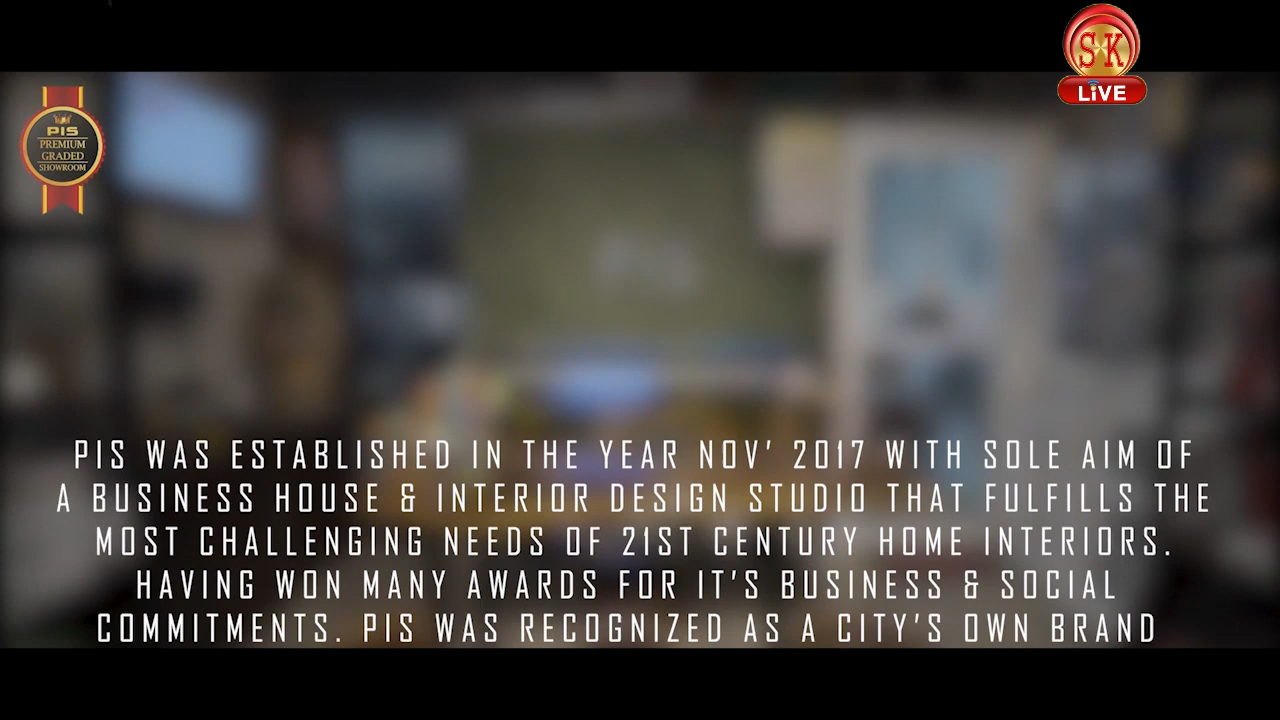 SK
LiVE
PIS
PREMIUM
GRADED
SHOWROOM
PIS WAS ESTABLISHED IN THE YEAR NOV' 2017 WITH SOLE AIM OF
A BUSINESS HOUSE & INTERIOR DESIGN STUDIO THAT FULFILLS THE
MOST CHALLENGING NEEDS OF 21ST CENTURY HOME INTERIORS.
HAVING WON MANY AWARDS FOR IT'S BUSINESS & SOCIAL
COMMITMENTS. PIS WAS RECOGNIZED AS A CITY'S OWN BRAND